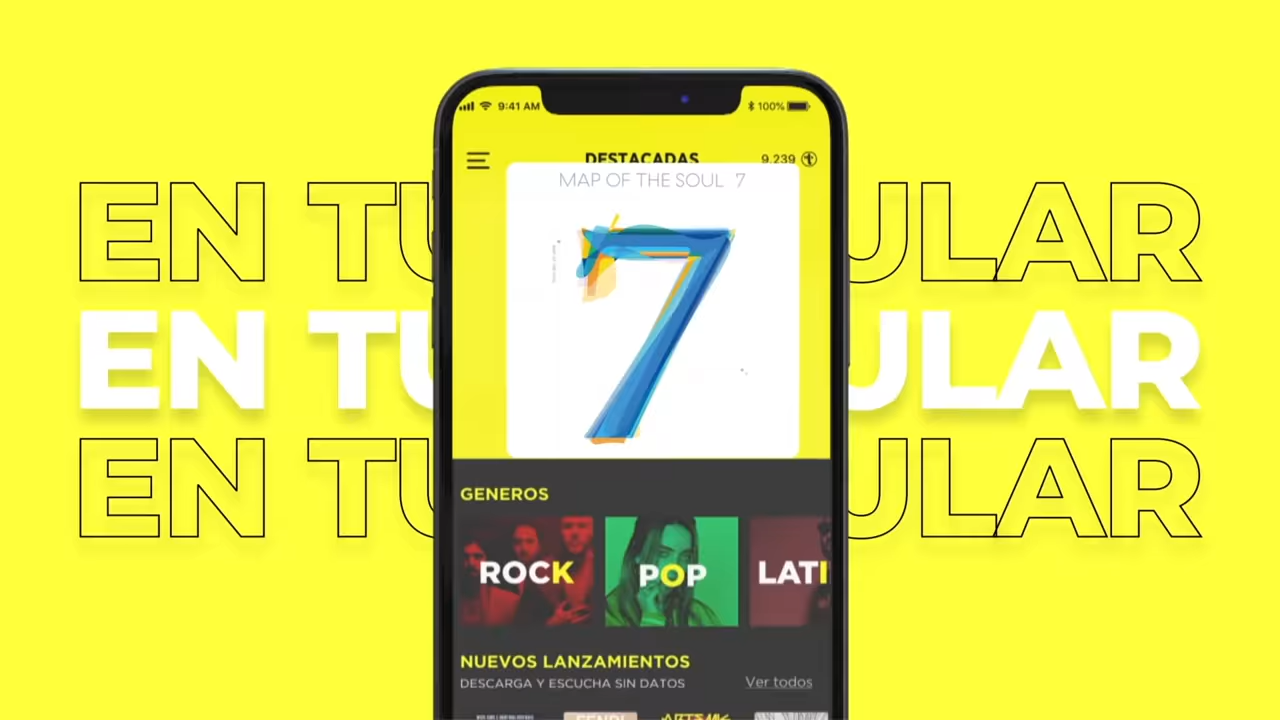 9:41 AM
100%
DESTACADAS
9.239
MAP OF THE SOUL 7
7
EN TU ULAR
EN TU ULAR
EN TU ULAR
GENEROS
ROCK
POP
LATI
NUEVOS LANZAMIENTOS
DESCARGA Y ESCUCHA SIN DATOS
Ver todos